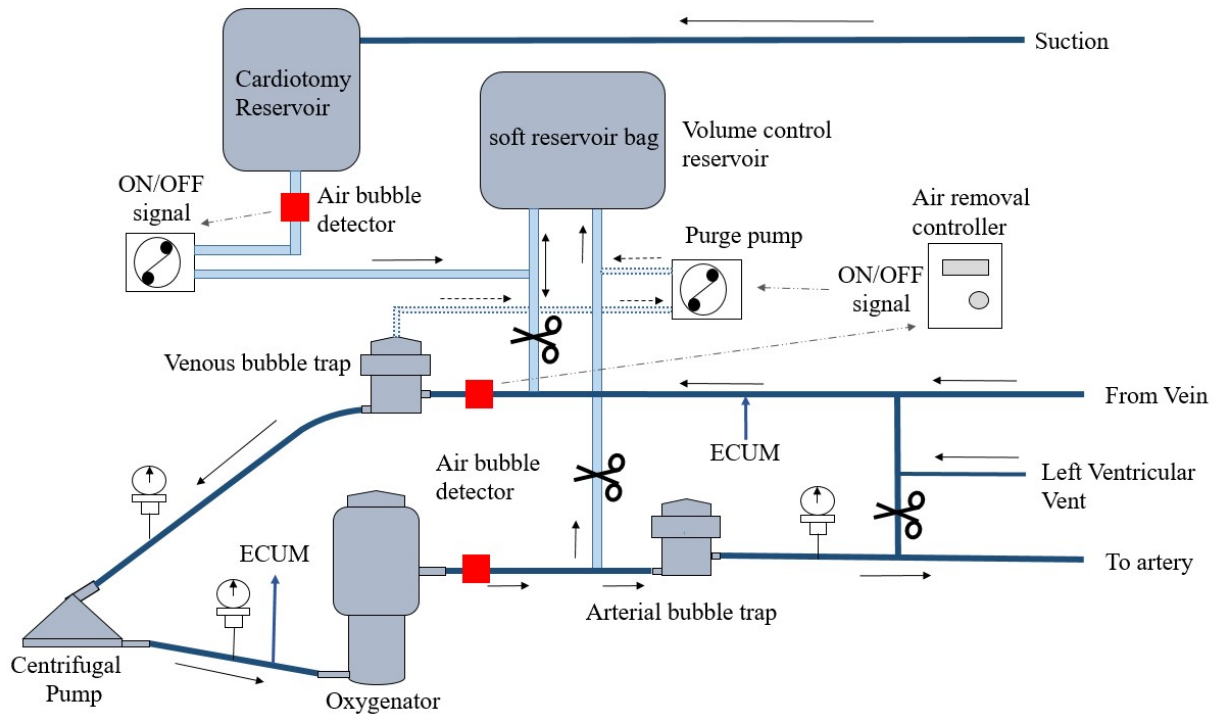 Suction
Cardiotomy
Reservoir
soft reservoir bag
Volume control
reservoir
ON/OFF
signal
Air bubble
detector
Air removal
controller
Purge pump
ON/OFF
signal
Venous bubble trap
From Vein
ECUM
Left Ventricular
Vent
Air bubble
detector
ECUM
To artery
Arterial bubble trap
Centrifugal
Pump
Oxygenator